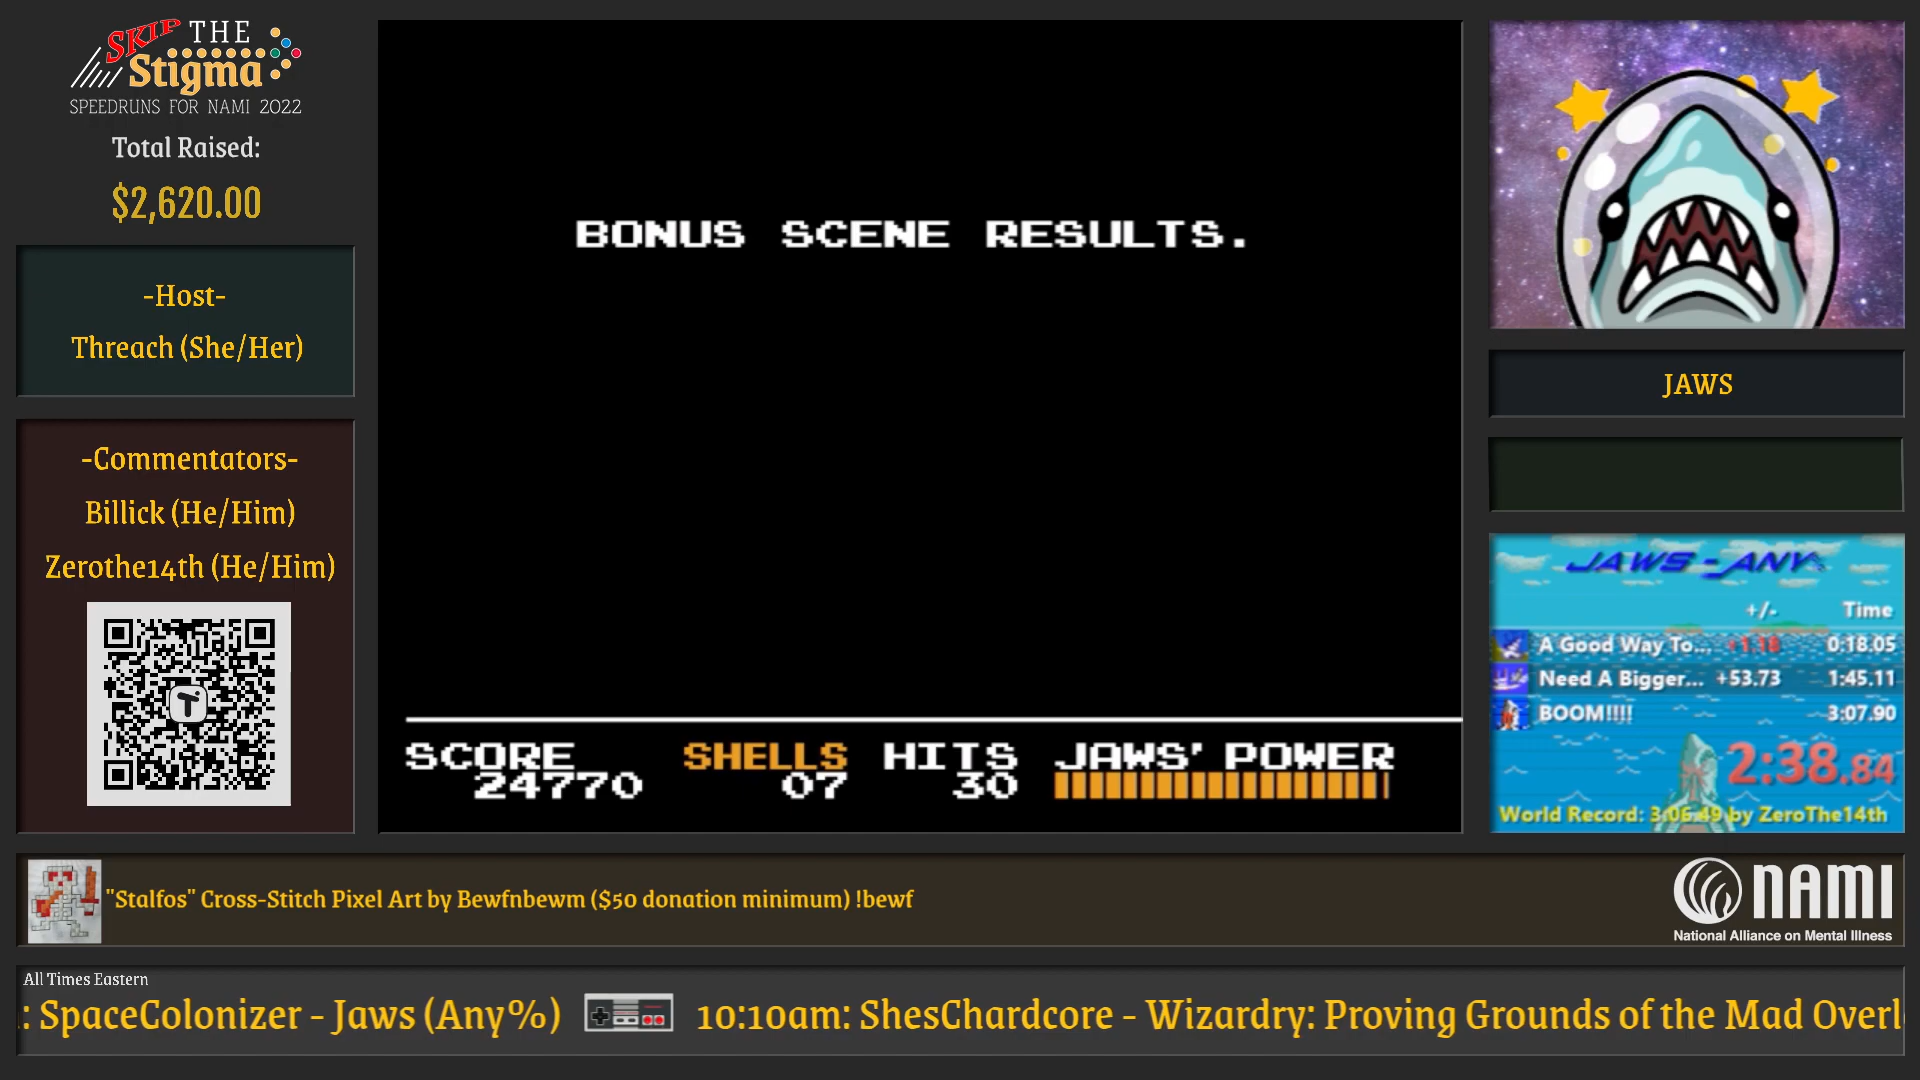 SKIP THE
Stigma
SPEEDRUNS FOR NAMI 2022
Total Raised:
$2,620.00
-Host-
Threach (She/Her)
-Commentators-
Billick (He/Him)
Zerothe14th (He/Him)
BONUS SCENE RESULTS.
SCORE SHELLS HITS JAWS' POWER
24770 07 30
JAWS
JAWS - ANY%
+/- Time
A Good Way To... +1.18 0:18.05
Need A Bigger... +53.73 1:45.11
BOOM!!!! 3:07.90
2:38.84
World Record: 3:06.49 by ZeroThe14th
"Stalfos" Cross-Stitch Pixel Art by Bewfnbewm ($50 donation minimum) !bewf
NAMI
National Alliance on Mental Illness
All Times Eastern
: SpaceColonizer - Jaws (Any%) 10:10am: ShesChardcore - Wizardry: Proving Grounds of the Mad Overl